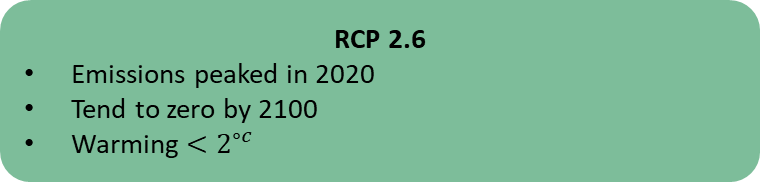 RCP 2.6
• Emissions peaked in 2020
• Tend to zero by 2100
• Warming < 2°c